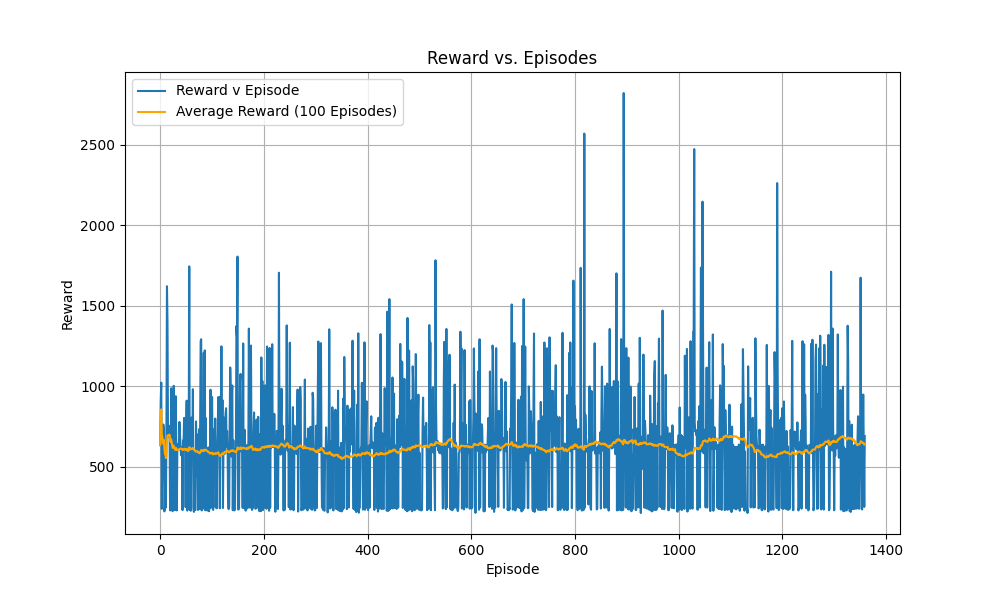 Reward vs. Episodes
Reward v Episode
Average Reward (100 Episodes)
2500
2000
1500
1000
500
Reward
0 200 400 600 800 1000 1200 1400
Episode